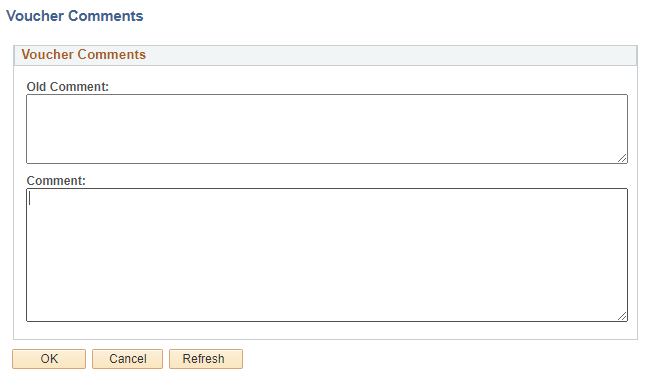 Voucher Comments
Voucher Comments
Old Comment:
Comment:
OK Cancel Refresh